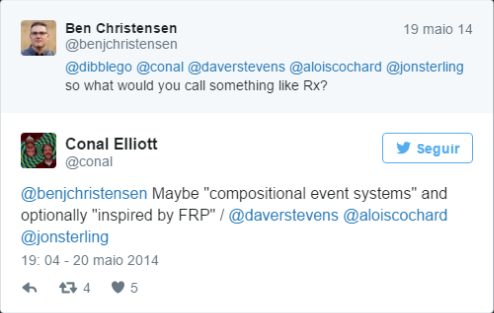 Ben Christensen
19 maio 14
@benjchristensen
@dibblego @conal @daverstevens @aloiscochard @jonsterling
so what would you call something like Rx?
Conal Elliott
@conal
Seguir
@benjchristensen Maybe "compositional event systems" and
optionally "inspired by FRP" / @daverstevens @aloiscochard
@jonsterling
19: 04 - 20 maio 2014
4 5